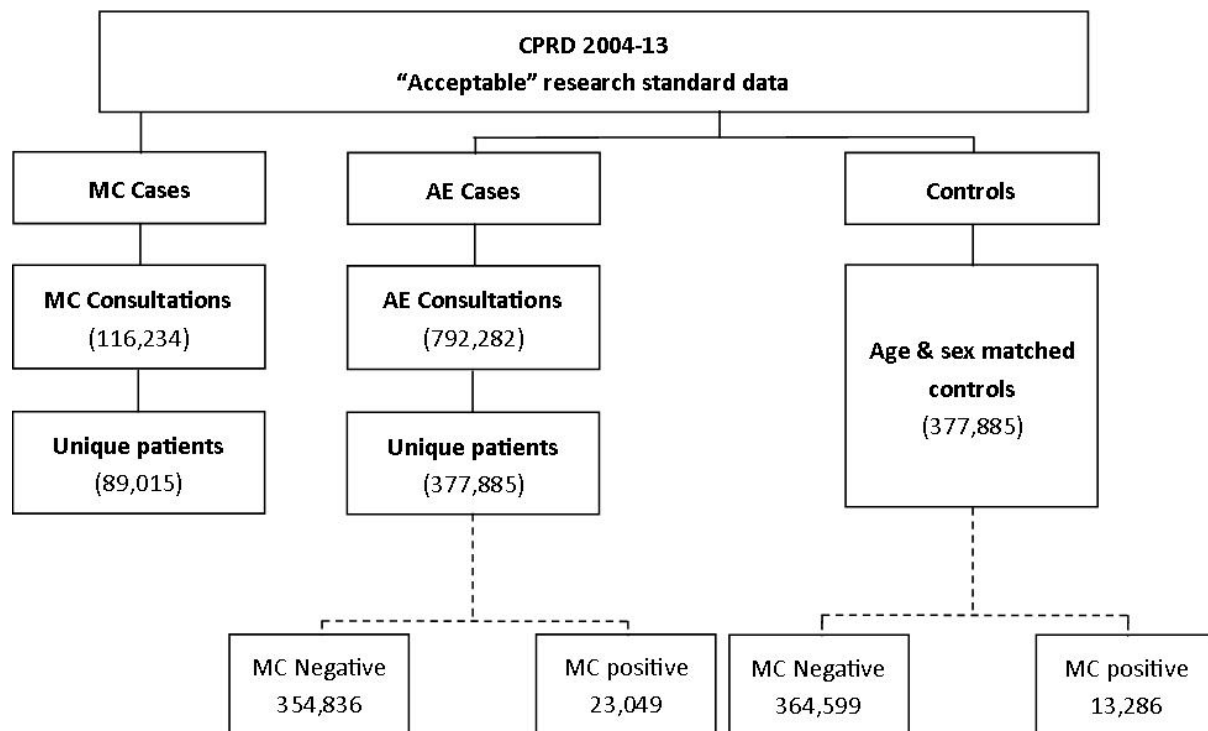 CPRD 2004-13
“Acceptable” research standard data
MC Cases
AE Cases
Controls
MC Consultations
(116,234)
AE Consultations
(792,282)
Age & sex matched
controls
(377,885)
Unique patients
(89,015)
Unique patients
(377,885)
MC Negative
354,836
MC positive
23,049
MC Negative
364,599
MC positive
13,286